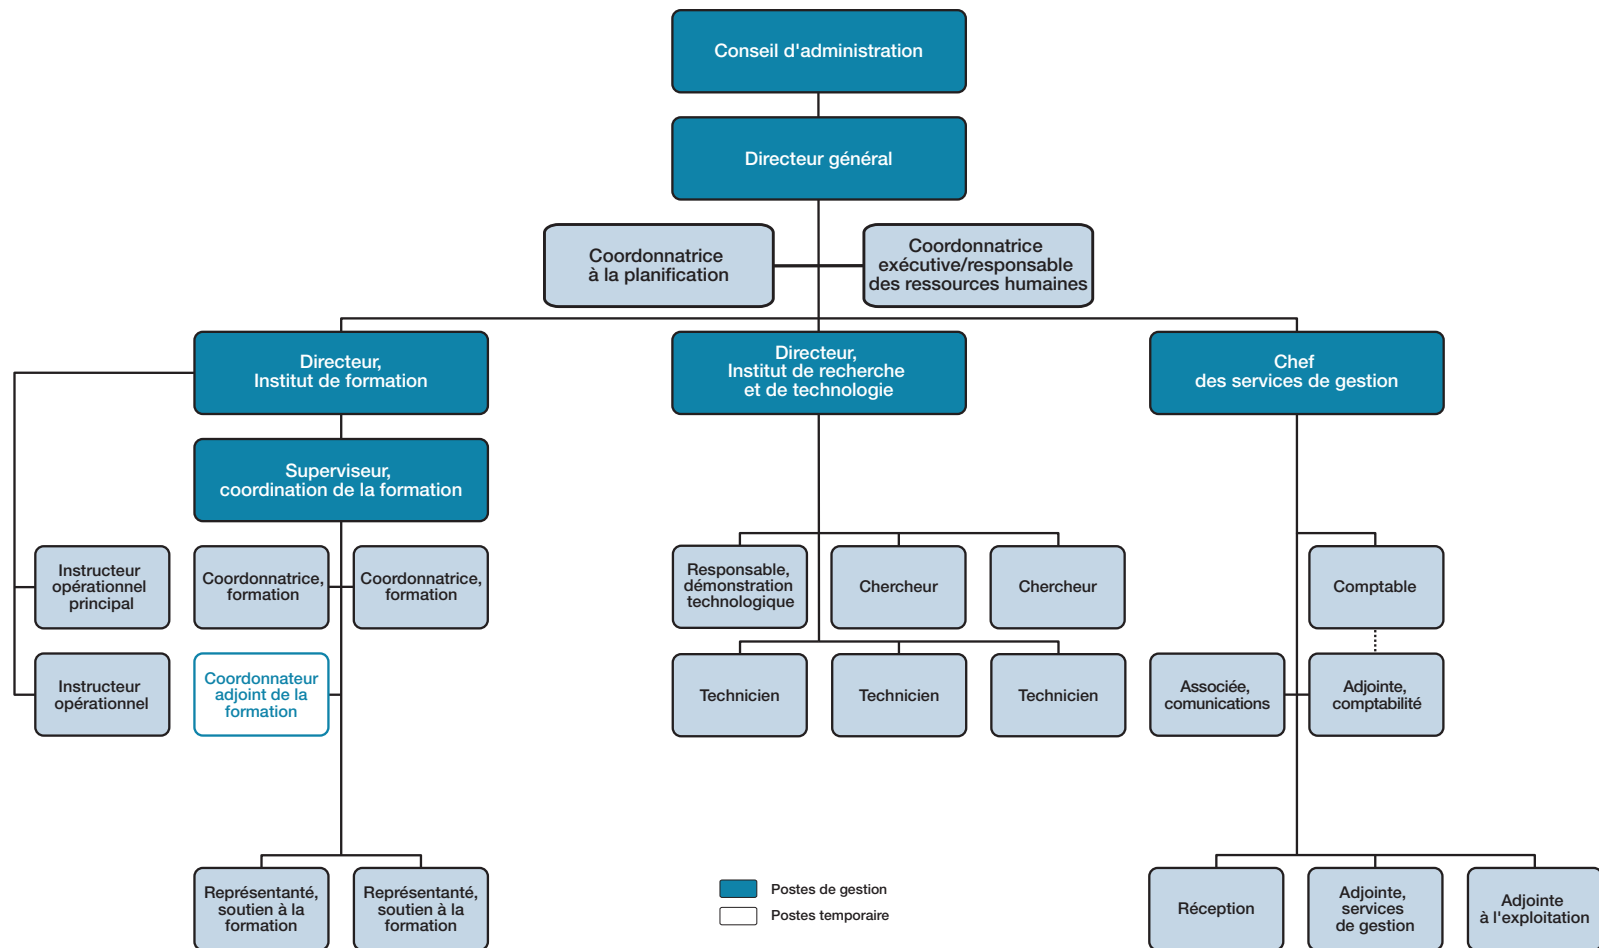 Conseil d'administration
Directeur général
Coordonnatrice
à la planification
Coordonnatrice
exécutive/responsable
des ressources humaines
Directeur,
Institut de formation
Directeur,
Institut de recherche
et de technologie
Chef
des services de gestion
Superviseur,
coordination de la formation
Instructeur
opérationnel
principal
Coordonnatrice,
formation
Coordonnatrice,
formation
Responsable,
démonstration
technologique
Chercheur
Chercheur
Comptable
Instructeur
opérationnel
Coordonnateur
adjoint de la
formation
Technicien
Technicien
Technicien
Associée,
comunications
Adjointe,
comptabilité
Représentanté,
soutien à la
formation
Représentanté,
soutien à la
formation
Postes de gestion
Postes temporaire
Réception
Adjointe,
services
de gestion
Adjointe
à l'exploitation